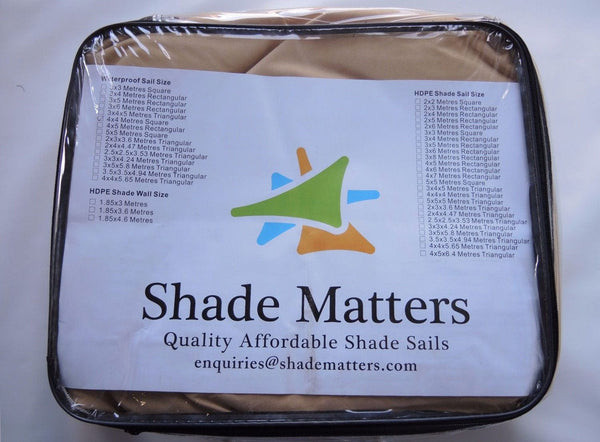 Waterproof Sail Size
3x3 Metres Square
2x4 Metres Rectangular
3x5 Metres Rectangular
3x6 Metres Rectangular
3x4x5 Metres Triangular
4x4 Metres Square
4x5 Metres Rectangular
5x5 Metres Square
2x3x3.6 Metres Triangular
2x4x4.47 Metres Triangular
2.5x2.5x3.53 Metres Triangular
3x3x4.24 Metres Triangular
3x5x5.8 Metres Triangular
3.5x3.5x4.94 Metres Triangular
4x4x5.65 Metres Triangular
HDPE Shade Wall Size
1.85x3 Metres
1.85x3.6 Metres
1.85x4.6 Metres
HDPE Shade Sail Size
2x2 Metres Square
2x3 Metres Rectangular
2x4 Metres Rectangular
2x5 Metres Rectangular
2x6 Metres Rectangular
3x3 Metres Square
3x4 Metres Rectangular
3x5 Metres Rectangular
3x6 Metres Rectangular
3x8 Metres Rectangular
4x5 Metres Rectangular
4x6 Metres Rectangular
4x7 Metres Rectangular
5x5 Metres Square
3x4x5 Metres Triangular
4x4x4 Metres Triangular
5x5x5 Metres Triangular
2x3x3.6 Metres Triangular
2x4x4.47 Metres Triangular
2.5x2.5x3.53 Metres Triangular
3x3x4.24 Metres Triangular
3x5x5.8 Metres Triangular
3.5x3.5x4.94 Metres Triangular
4x4x5.65 Metres Triangular
4x5x6.4 Metres Triangular
Shade Matters
Quality Affordable Shade Sails
enquiries@shadematters.com